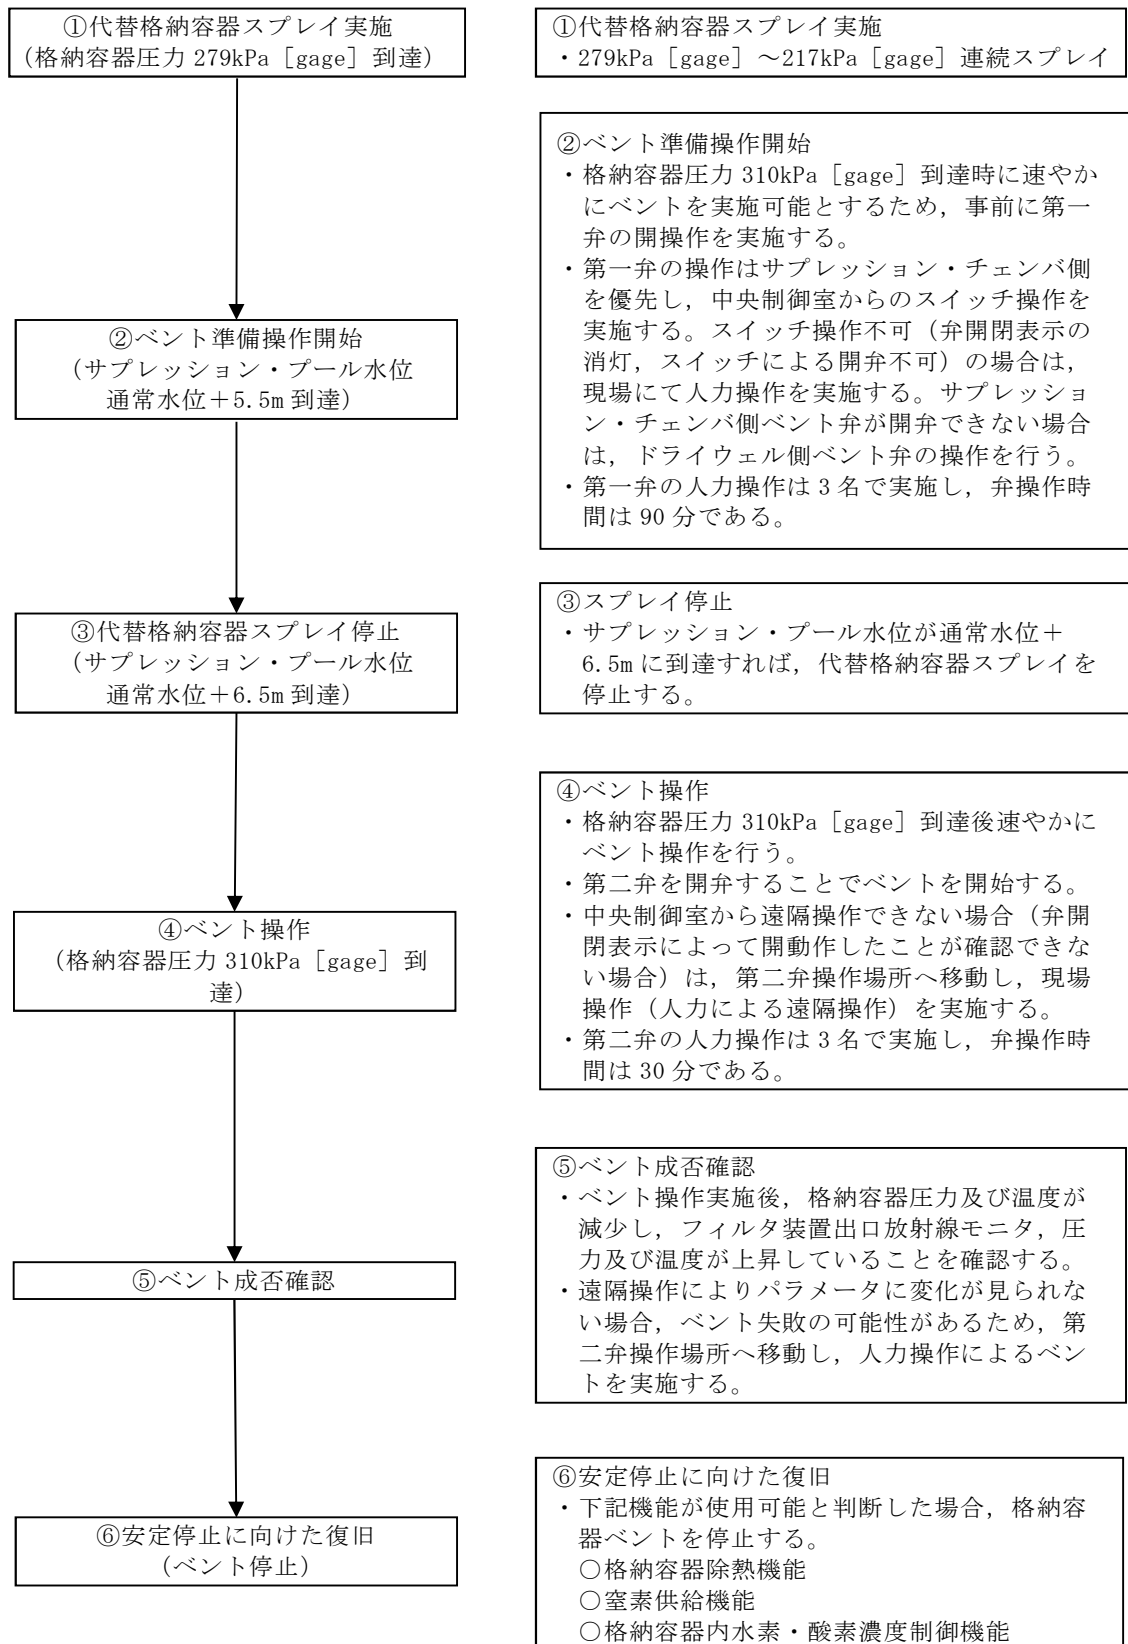 ①代替格納容器スプレイ実施
(格納容器圧力 279kPa［gage］到達)
①代替格納容器スプレイ実施
・279kPa［gage］～217kPa［gage］連続スプレイ
②ベント準備操作開始
・格納容器圧力 310kPa［gage］到達時に速やか
にベントを実施可能とするため，事前に第一
弁の開操作を実施する。
・第一弁の操作はサプレッション・チェンバ側
を優先し，中央制御室からのスイッチ操作を
実施する。スイッチ操作不可（弁開閉表示の
消灯，スイッチによる開弁不可）の場合は，
現場にて人力操作を実施する。サプレッショ
ン・チェンバ側ベント弁が開弁できない場合
は，ドライウェル側ベント弁の操作を行う。
・第一弁の人力操作は 3 名で実施し，弁操作時
間は 90 分である。
②ベント準備操作開始
（サプレッション・プール水位
通常水位＋5.5m 到達）
③代替格納容器スプレイ停止
（サプレッション・プール水位
通常水位＋6.5m 到達）
③スプレイ停止
・サプレッション・プール水位が通常水位＋
6.5m に到達すれば，代替格納容器スプレイを
停止する。
④ベント操作
（格納容器圧力 310kPa［gage］到
達）
④ベント操作
・格納容器圧力 310kPa［gage］到達後速やかに
ベント操作を行う。
・第二弁を開弁することでベントを開始する。
・中央制御室から遠隔操作できない場合（弁開
閉表示によって開動作したことが確認できな
い場合）は，第二弁操作場所へ移動し，現場
操作（人力による遠隔操作）を実施する。
・第二弁の人力操作は 3 名で実施し，弁操作時
間は 30 分である。
⑤ベント成否確認
⑤ベント成否確認
・ベント操作実施後，格納容器圧力及び温度が
減少し，フィルタ装置出口放射線モニタ，圧
力及び温度が上昇していることを確認する。
・遠隔操作によりパラメータに変化が見られな
い場合，ベント失敗の可能性があるため，第
二弁操作場所へ移動し，人力操作によるベン
トを実施する。
⑥安定停止に向けた復旧
（ベント停止）
⑥安定停止に向けた復旧
・下記機能が使用可能と判断した場合，格納容
器ベントを停止する。
○格納容器除熱機能
○窒素供給機能
○格納容器内水素・酸素濃度制御機能